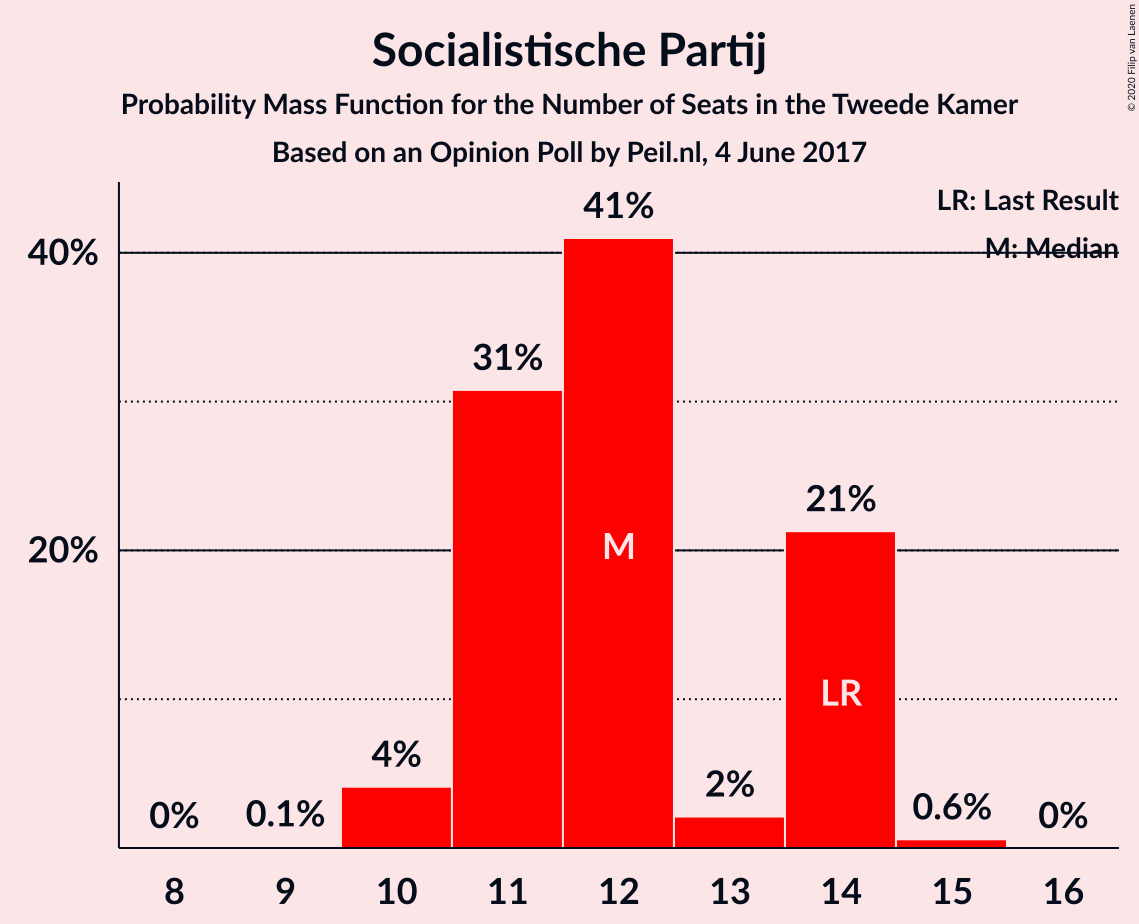 Socialistische Partij
Probability Mass Function for the Number of Seats in the Tweede Kamer
Based on an Opinion Poll by Peil.nl, 4 June 2017
© 2020 Filip van Laenen
LR: Last Result
M: Median
40%
20%
0%
0.1%
4%
31%
41%
2%
21%
0.6%
0%
M
LR
8 9 10 11 12 13 14 15 16